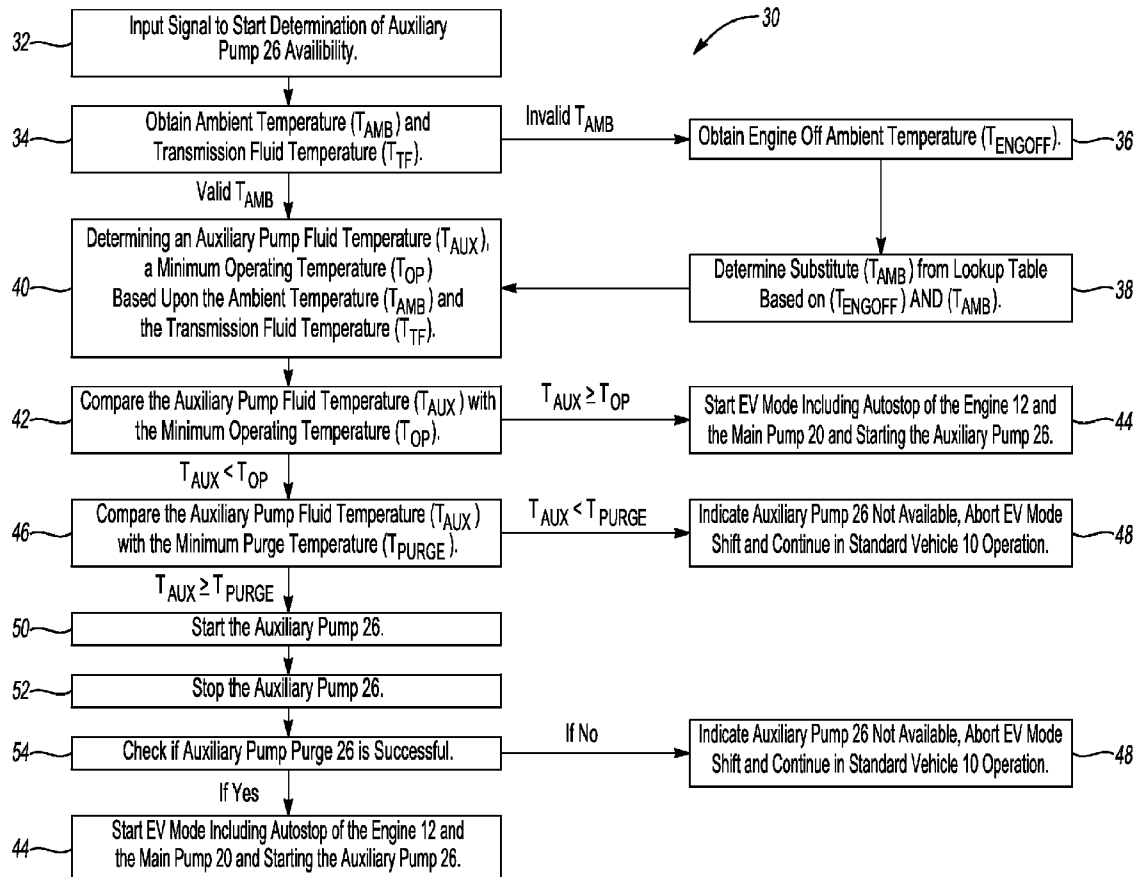 30
32
Input Signal to Start Determination of Auxiliary
Pump 26 Availibility.
34
Obtain Ambient Temperature (TAMB) and
Transmission Fluid Temperature (TTF).
Invalid TAMB
Obtain Engine Off Ambient Temperature (TENGOFF).
36
Valid TAMB
40
Determining an Auxiliary Pump Fluid Temperature (TAUX),
a Minimum Operating Temperature (TOP)
Based Upon the Ambient Temperature (TAMB) and
the Transmission Fluid Temperature (TTF).
Determine Substitute (TAMB) from Lookup Table
Based on (TENGOFF) AND (TAMB).
38
42
Compare the Auxiliary Pump Fluid Temperature (TAUX) with
the Minimum Operating Temperature (TOP).
TAUX ≥ TOP
Start EV Mode Including Autostop of the Engine 12 and
the Main Pump 20 and Starting the Auxiliary Pump 26.
44
TAUX < TOP
46
Compare the Auxiliary Pump Fluid Temperature (TAUX)
with the Minimum Purge Temperature (TPURGE).
TAUX < TPURGE
Indicate Auxiliary Pump 26 Not Available, Abort EV Mode
Shift and Continue in Standard Vehicle 10 Operation.
48
TAUX ≥ TPURGE
50
Start the Auxiliary Pump 26.
52
Stop the Auxiliary Pump 26.
54
Check if Auxiliary Pump Purge 26 is Successful.
If No
Indicate Auxiliary Pump 26 Not Available, Abort EV Mode
Shift and Continue in Standard Vehicle 10 Operation.
48
If Yes
44
Start EV Mode Including Autostop of the Engine 12 and
the Main Pump 20 and Starting the Auxiliary Pump 26.